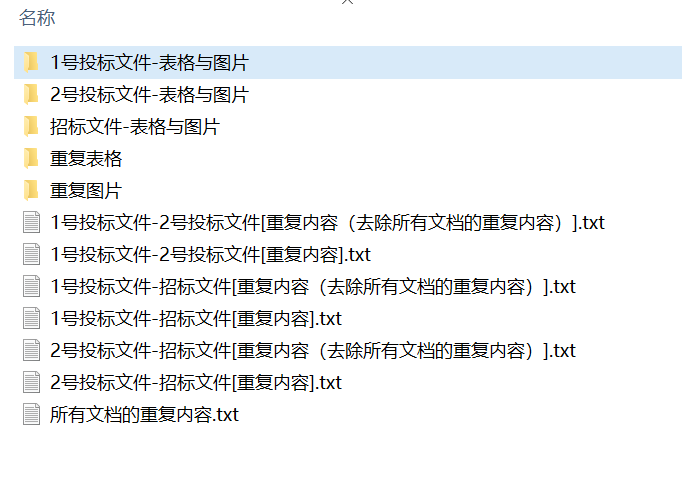 名称
1号投标文件-表格与图片
2号投标文件-表格与图片
招标文件-表格与图片
重复表格
重复图片
1号投标文件-2号投标文件[重复内容（去除所有文档的重复内容）].txt
1号投标文件-2号投标文件[重复内容].txt
1号投标文件-招标文件[重复内容（去除所有文档的重复内容）].txt
1号投标文件-招标文件[重复内容].txt
2号投标文件-招标文件[重复内容（去除所有文档的重复内容）].txt
2号投标文件-招标文件[重复内容].txt
所有文档的重复内容.txt